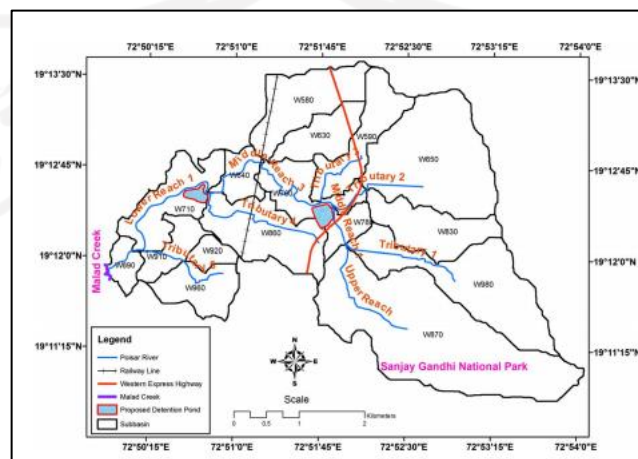 72°50'15"E 72°51'0"E 72°51'45"E 72°52'30"E 72°53'15"E 72°54'0"E
19°13'30"N 19°13'30"N
W580
W630
W590
19°12'45"N 19°12'45"N
Middle Reach 3
W650
W840
Tributary 2
Lower Reach 1
W710
Tributary 4
W860
Middle Reach
W830
19°12'0"N 19°12'0"N
Malad Creek
W690
W910
W920
Tributary
W960
Tributary 1
W980
Upper Reach
W870
19°11'15"N 19°11'15"N
Sanjay Gandhi National Park
Legend
Poisar River
Railway Line
Western Express Highway
Malad Creek
Proposed Detention Pond
Subbasin
N
W E
S
Scale
0 0.5 1 2
Kilometers
72°50'15"E 72°51'0"E 72°51'45"E 72°52'30"E 72°53'15"E 72°54'0"E